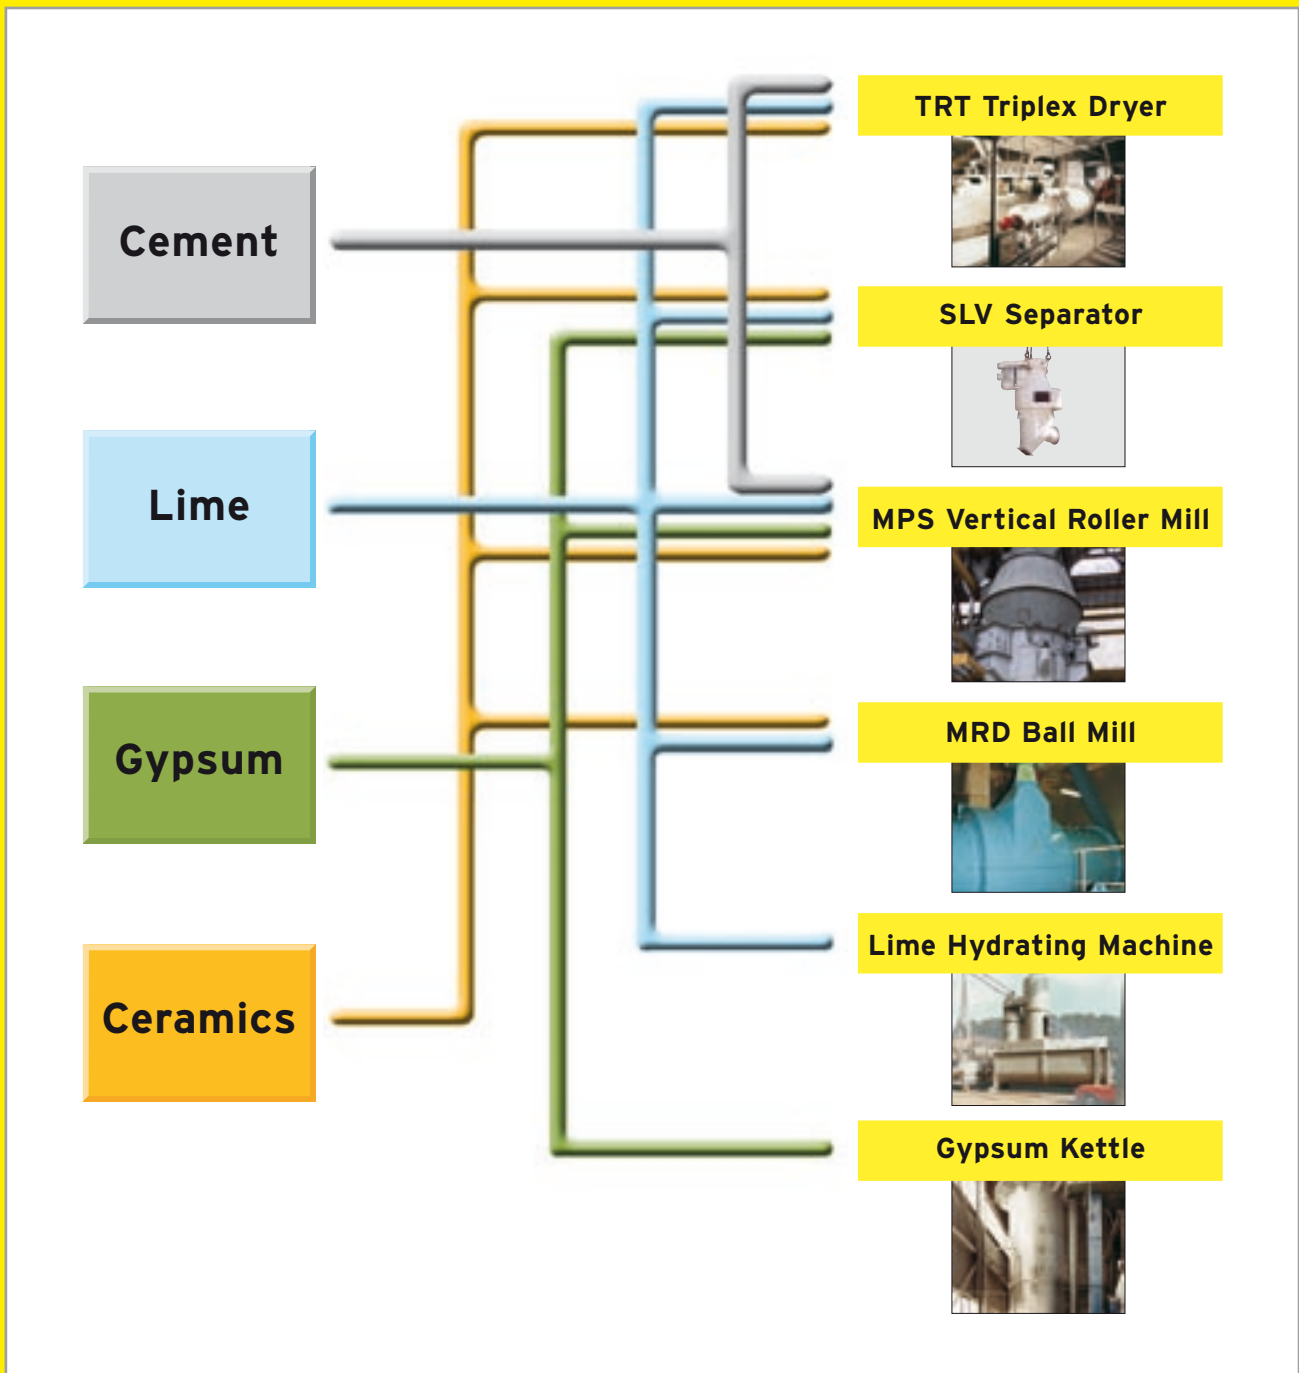 Cement
Lime
Gypsum
Ceramics
TRT Triplex Dryer
SLV Separator
MPS Vertical Roller Mill
MRD Ball Mill
Lime Hydrating Machine
Gypsum Kettle